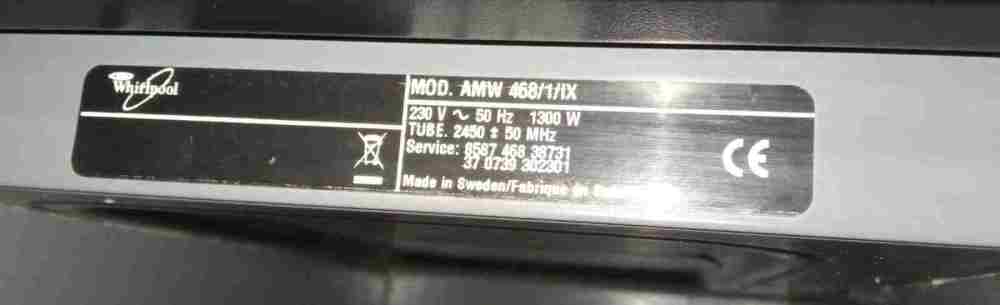 Whirlpool
MOD. AMW 468/1/IX
230 V ~ 50 Hz 1300 W
TUBE. 2450 ± 50 MHz
Service: 8587 468 38731
37 0739 302301
Made in Sweden/Fabrique en
CE